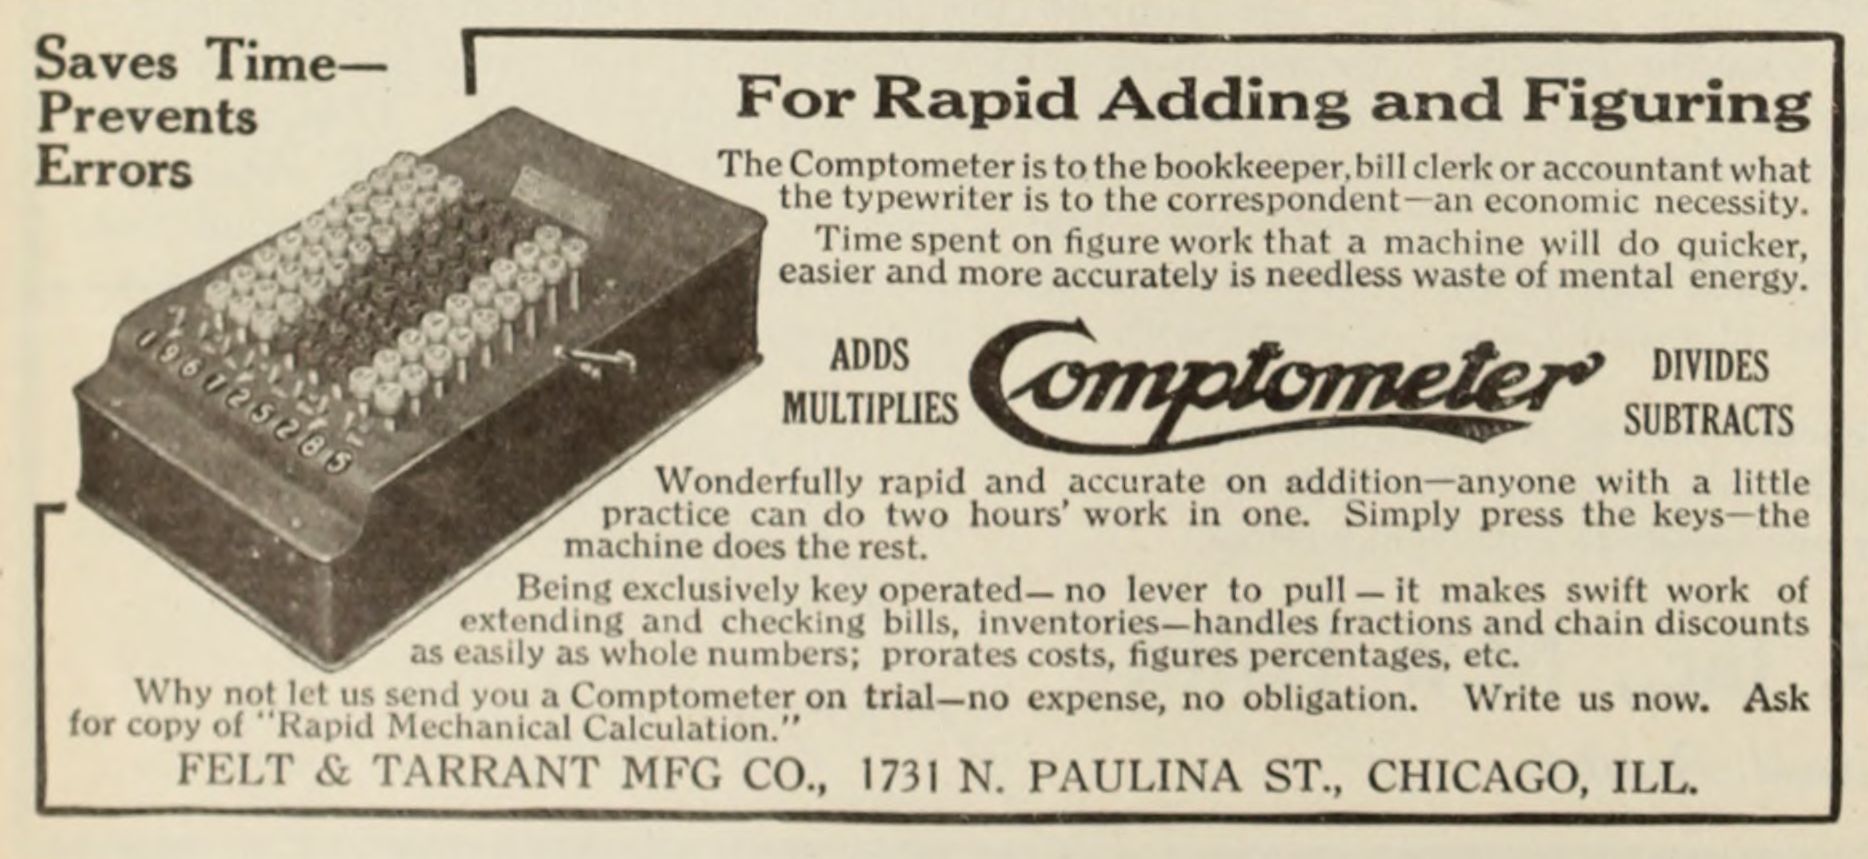 Saves Time—
Prevents
Errors
For Rapid Adding and Figuring
The Comptometer is to the bookkeeper, bill clerk or accountant what
the typewriter is to the correspondent—an economic necessity.
Time spent on figure work that a machine will do quicker,
easier and more accurately is needless waste of mental energy.
ADDS
MULTIPLIES
Comptometer
DIVIDES
SUBTRACTS
196725285
Wonderfully rapid and accurate on addition—anyone with a little
practice can do two hours' work in one. Simply press the keys—the
machine does the rest.
Being exclusively key operated—no lever to pull—it makes swift work of
extending and checking bills, inventories—handles fractions and chain discounts
as easily as whole numbers; prorates costs, figures percentages, etc.
Why not let us send you a Comptometer on trial—no expense, no obligation. Write us now. Ask
for copy of "Rapid Mechanical Calculation."
FELT & TARRANT MFG CO., 1731 N. PAULINA ST., CHICAGO, ILL.